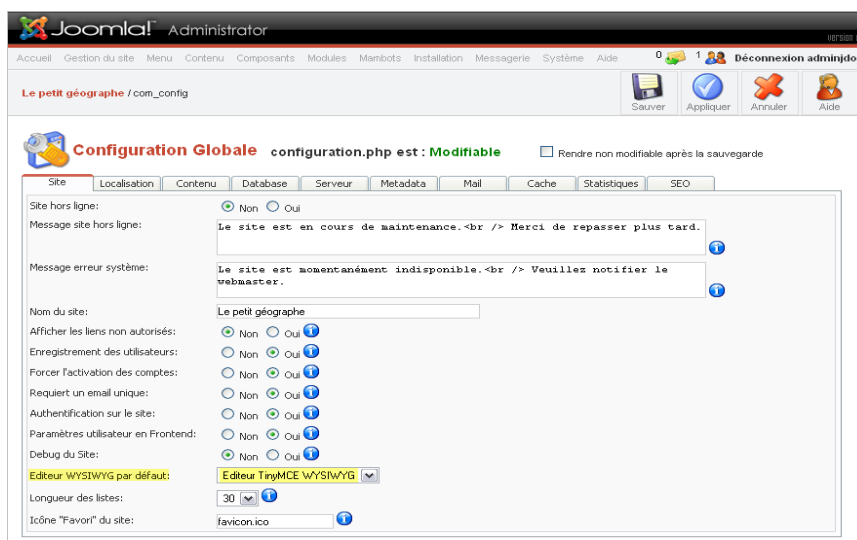 Joomla! Administrator
version
Accueil Gestion du site Menu Contenu Composants Modules Mambots Installation Messagerie Système Aide 0 1 Déconnexion adminjdo
Le petit géographe / com_config
Sauver Appliquer Annuler Aide
Configuration Globale configuration.php est : Modifiable Rendre non modifiable après la sauvegarde
Site Localisation Contenu Database Serveur Metadata Mail Cache Statistiques SEO
Site hors ligne: Non Oui
Message site hors ligne: Le site est en cours de maintenance.<br /> Merci de repasser plus tard.
Message erreur système: Le site est momentanément indisponible.<br /> Veuillez notifier le
webmaster.
Nom du site: Le petit géographe
Afficher les liens non autorisés: Non Oui
Enregistrement des utilisateurs: Non Oui
Forcer l'activation des comptes: Non Oui
Requiert un email unique: Non Oui
Authentification sur le site: Non Oui
Paramètres utilisateur en Frontend: Non Oui
Debug du Site: Non Oui
Editeur WYSIWYG par défaut: Editeur TinyMCE WYSIWYG
Longueur des listes: 30
Icône "Favori" du site: favicon.ico